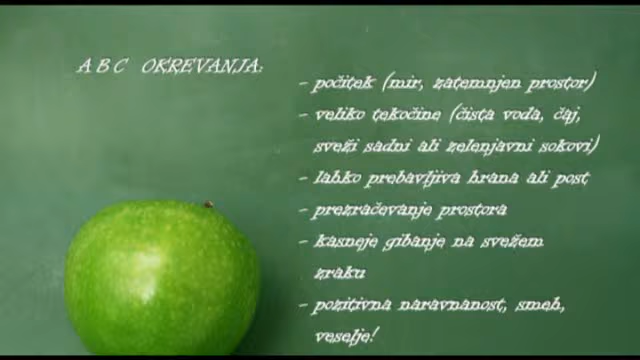 A B C OKREVANJA:
- počitek (mir, zatemnjen prostor)
- veliko tekočine (čista voda, čaj,
sveži sadni ali zelenjavni sokovi)
- lahko prebavljiva hrana ali post
- prezračevanje prostora
- kasneje gibanje na svežem
zraku
- pozitivna naravnanost, smeh,
veselje!